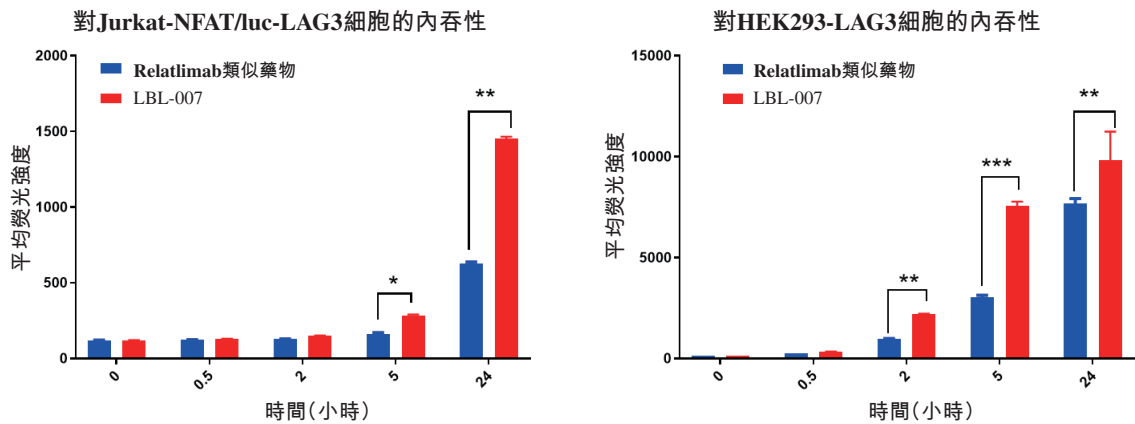 對Jurkat-NFAT/luc-LAG3細胞的內吞性
2000
1500
1000
500
0
平均熒光強度
Relatlimab類似藥物
LBL-007
*
**
0
0.5
2
5
24
時間(小時)
對HEK293-LAG3細胞的內吞性
15000
10000
5000
0
平均熒光強度
Relatlimab類似藥物
LBL-007
**
***
**
0
0.5
2
5
24
時間(小時)